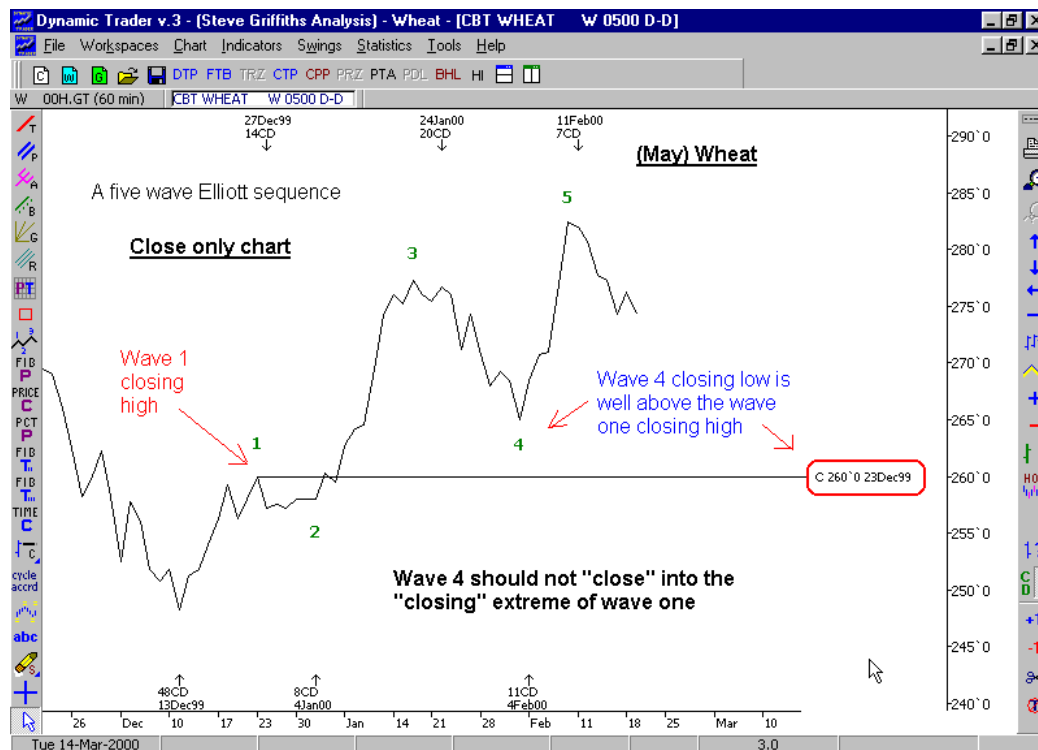 Dynamic Trader v.3 - (Steve Griffiths Analysis) - Wheat - [CBT WHEAT W 0500 D-D]
File Workspaces Chart Indicators Swings Statistics Tools Help
C W G DTP FTB TRZ CTP CPP PRZ PTA PDL BHL HI
W 00H.GT (60 min) CBT WHEAT W 0500 D-D
27Dec99 24Jan00 11Feb00
14CD 20CD 7CD
(May) Wheat
A five wave Elliott sequence
Close only chart
5
3
Wave 1
closing
high
Wave 4 closing low is
well above the wave
one closing high
1
4
C 260`0 23Dec99
2
Wave 4 should not "close" into the
"closing" extreme of wave one
48CD 8CD 11CD
13Dec99 4Jan00 4Feb00
26 Dec 10 17 23 30 Jan 14 21 28 Feb 11 18 25 Mar 10
290`0
285`0
280`0
275`0
270`0
265`0
260`0
255`0
250`0
245`0
240`0
T
P
A
B
G
R
PT
1 2 3
FIB
P
PRICE
C
PCT
P
FIB
T
FIB
T
TIME
C
C
cycle
accrd
abc
S
HO
C
D
+1
-1
Tue 14-Mar-2000 3.0